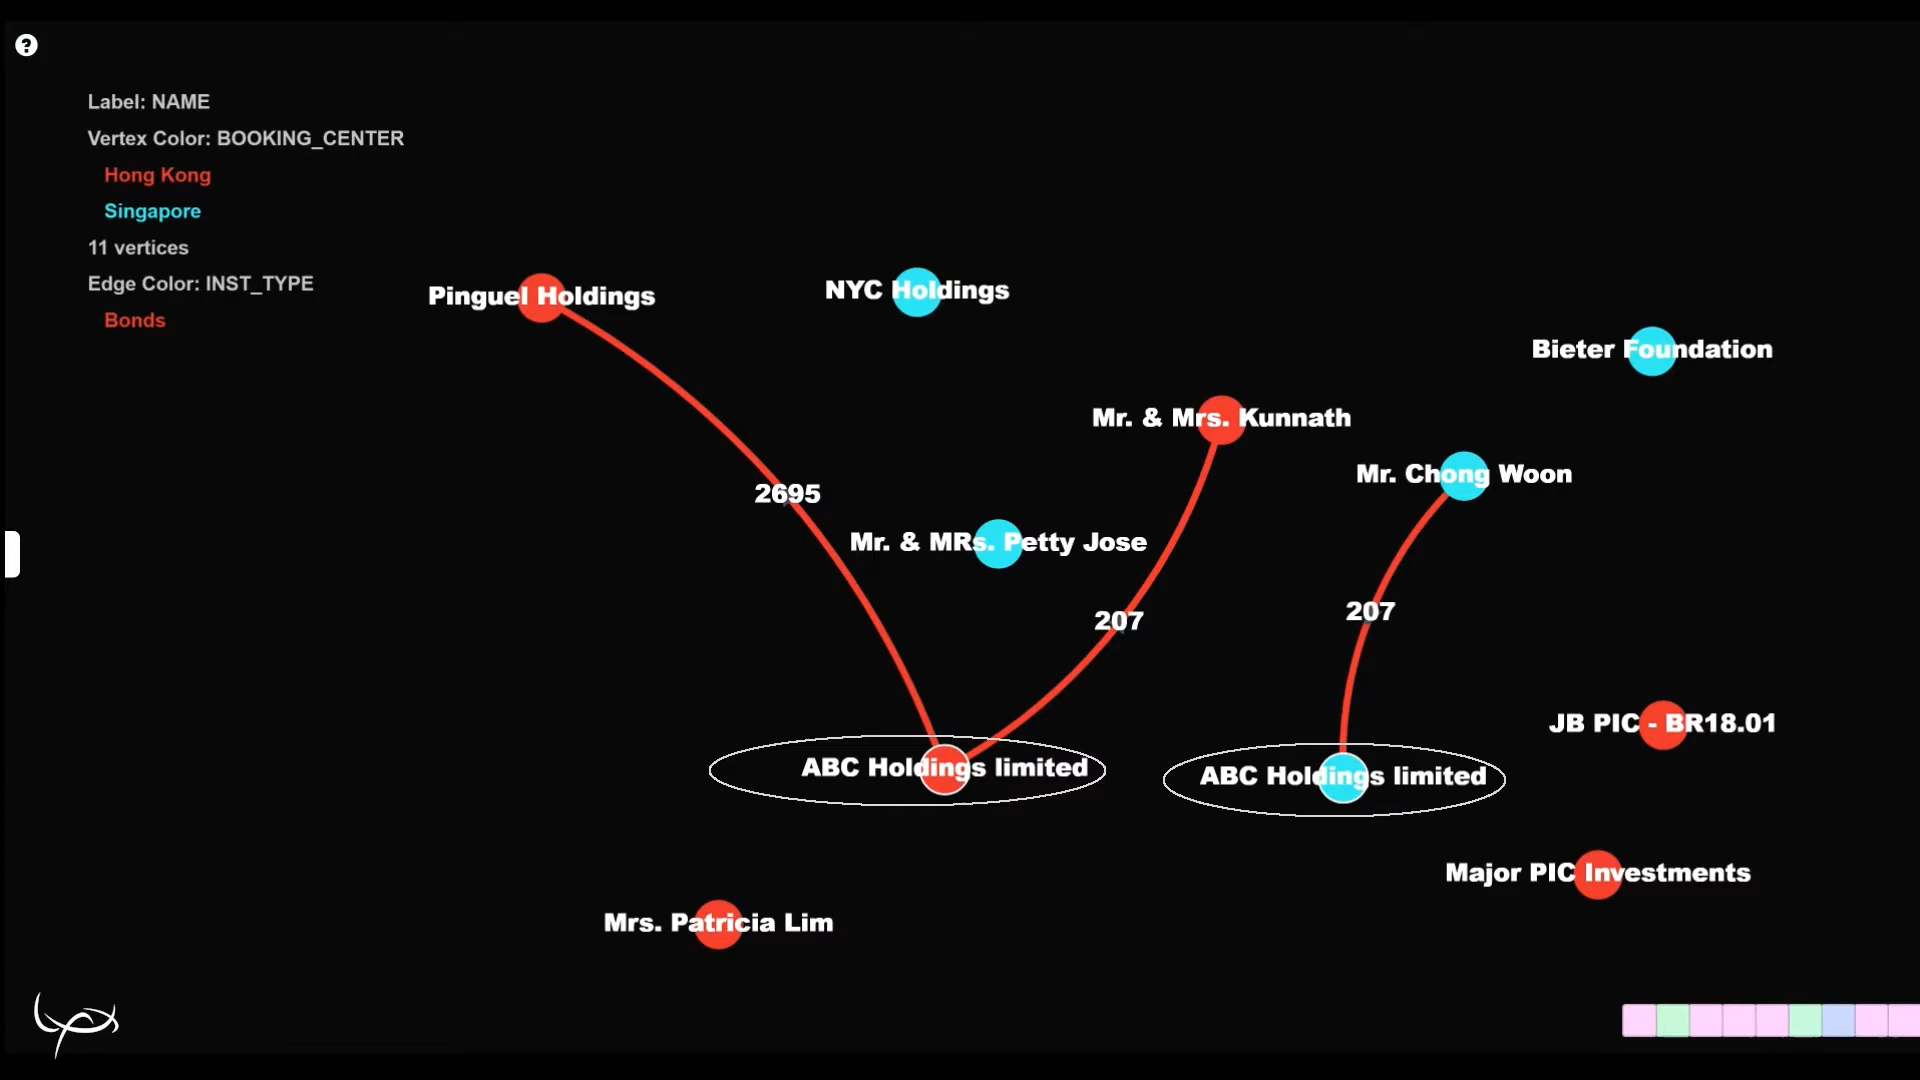 ?
Label: NAME
Vertex Color: BOOKING_CENTER
Hong Kong
Singapore
11 vertices
Edge Color: INST_TYPE
Bonds
Pinguel Holdings
NYC Holdings
Bieter Foundation
Mr. & Mrs. Kunnath
Mr. Chong Woon
2695
Mr. & MRs. Petty Jose
207
207
JB PIC - BR18.01
ABC Holdings limited
ABC Holdings limited
Major PIC Investments
Mrs. Patricia Lim